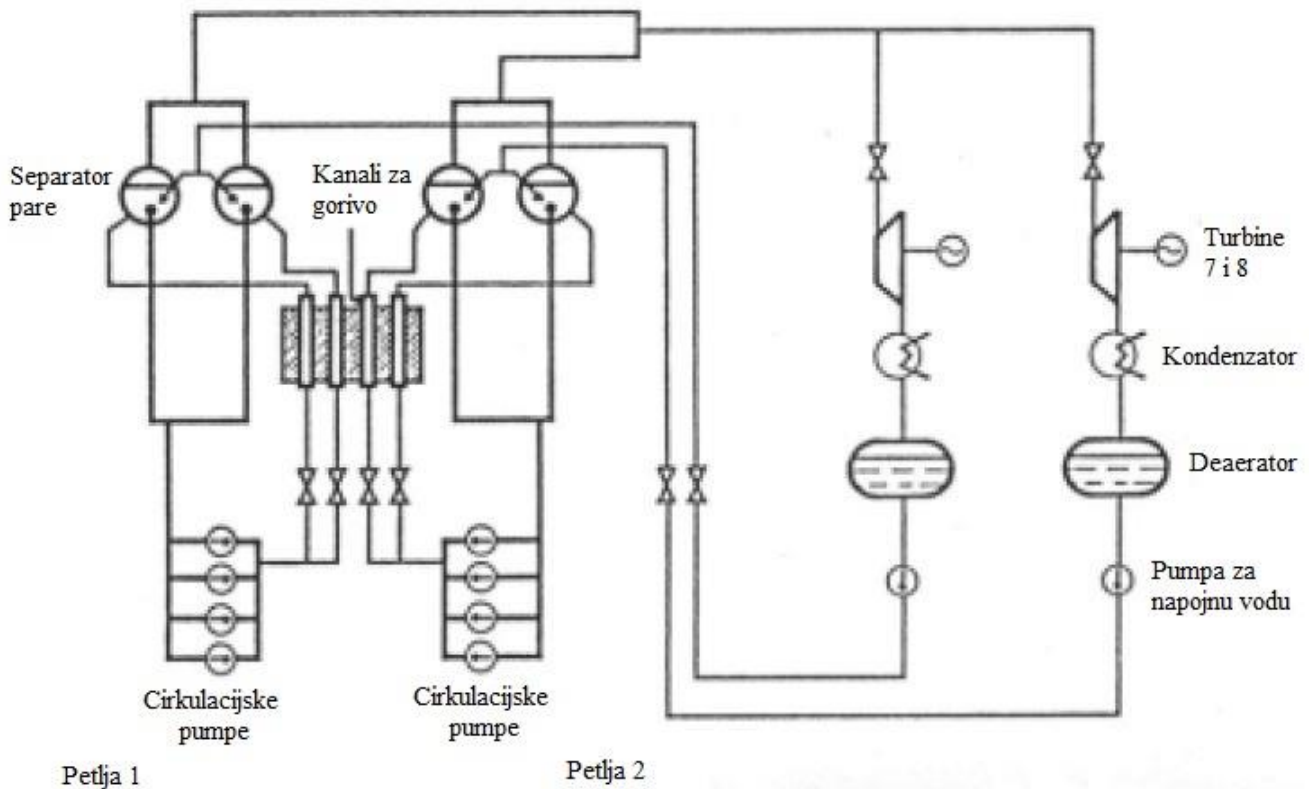 Separator
pare
Kanali za
gorivo
Turbine
7 i 8
Kondenzator
Deaerator
Pumpa za
napojnu vodu
Cirkulacijske
pumpe
Cirkulacijske
pumpe
Petlja 1
Petlja 2